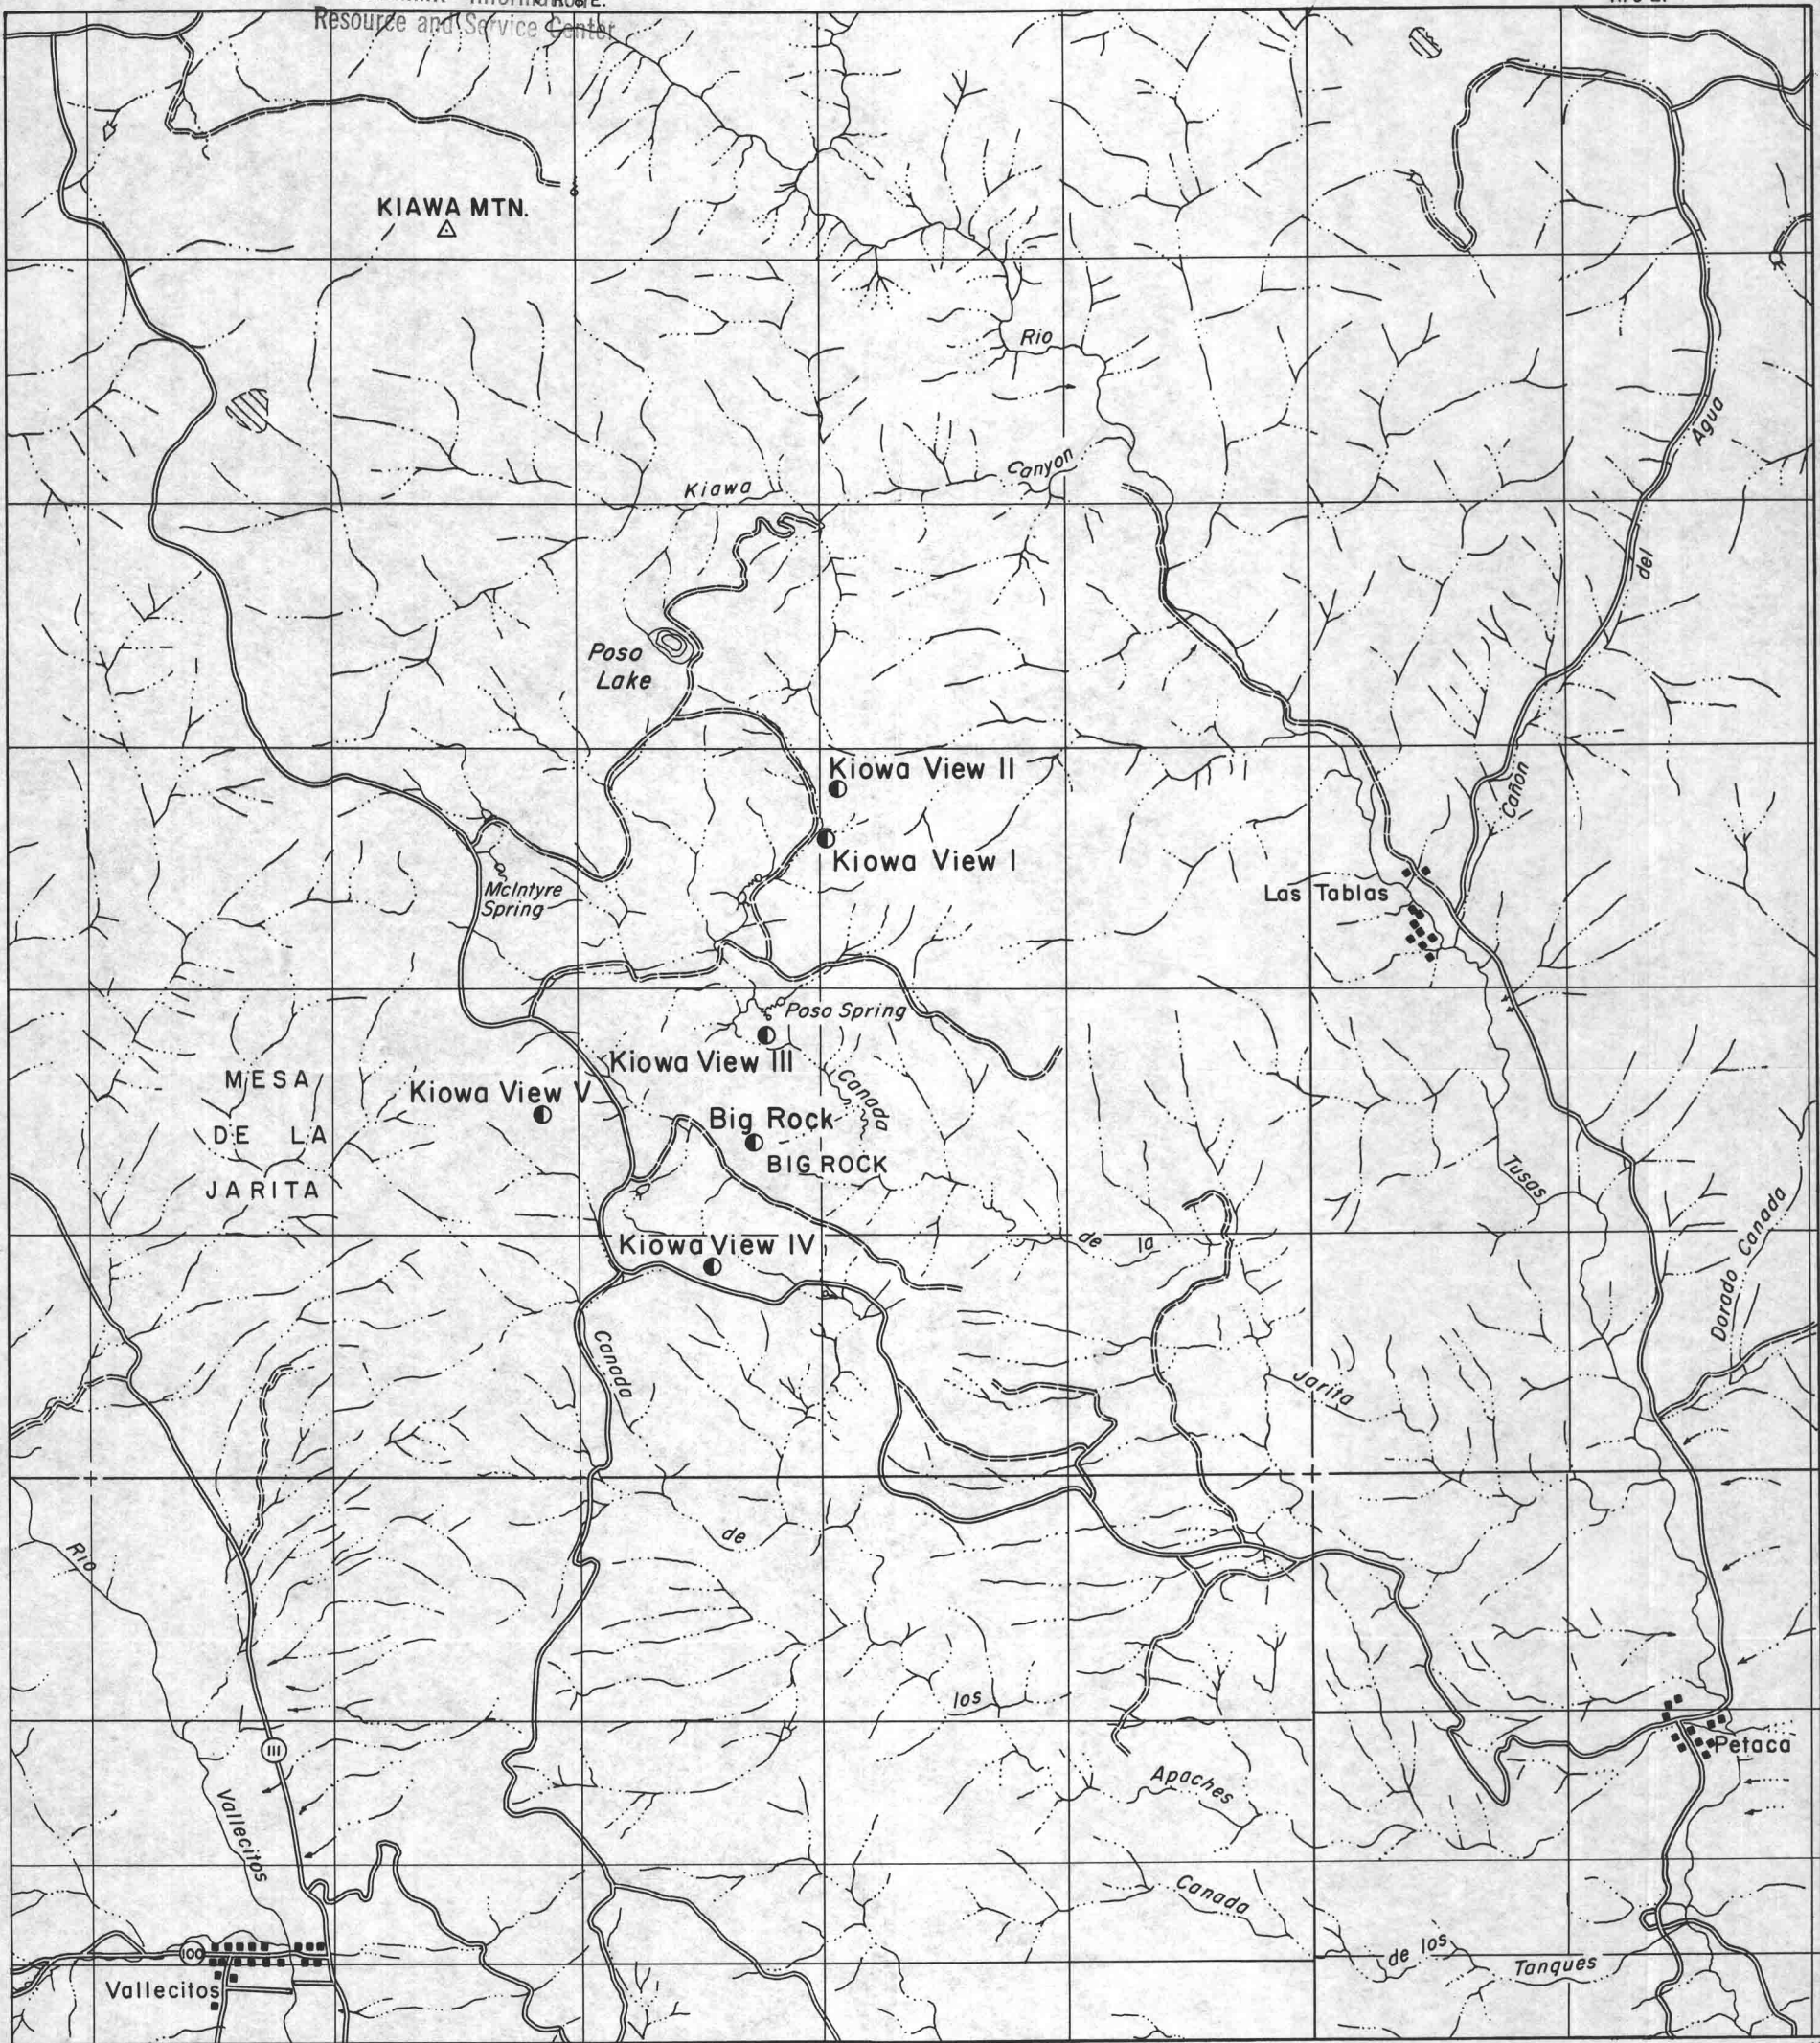 Resource and Service Center
KIAWA MTN.
Rio
Agua
Canyon
Kiawa
del
Poso
Lake
Kiowa View II
Cañon
Kiowa View I
Las Tablas
McIntyre
Spring
Poso Spring
Kiowa View III
MESA
Canada
Kiowa View V
Big Rock
DE LA
BIG ROCK
Tusas
JARITA
Canada
de la
Kiowa View IV
Dorado
Canada
Jarita
de
Rio
los
111
Petaca
Apaches
Vallecitos
Canada
de los
100
Tanques
Vallecitos